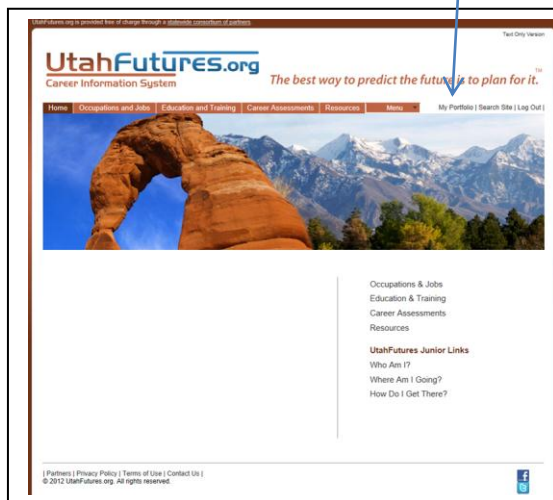 UtahFutures.org is provided free of charge through a statewide consortium of partners
Text Only Version
UtahFutures.org
Career Information System
The best way to predict the future is to plan for it.™
Home Occupations and Jobs Education and Training Career Assessments Resources Menu My Portfolio | Search Site | Log Out |
Occupations & Jobs
Education & Training
Career Assessments
Resources
UtahFutures Junior Links
Who Am I?
Where Am I Going?
How Do I Get There?
| Partners | Privacy Policy | Terms of Use | Contact Us |
© 2012 UtahFutures.org. All rights reserved.